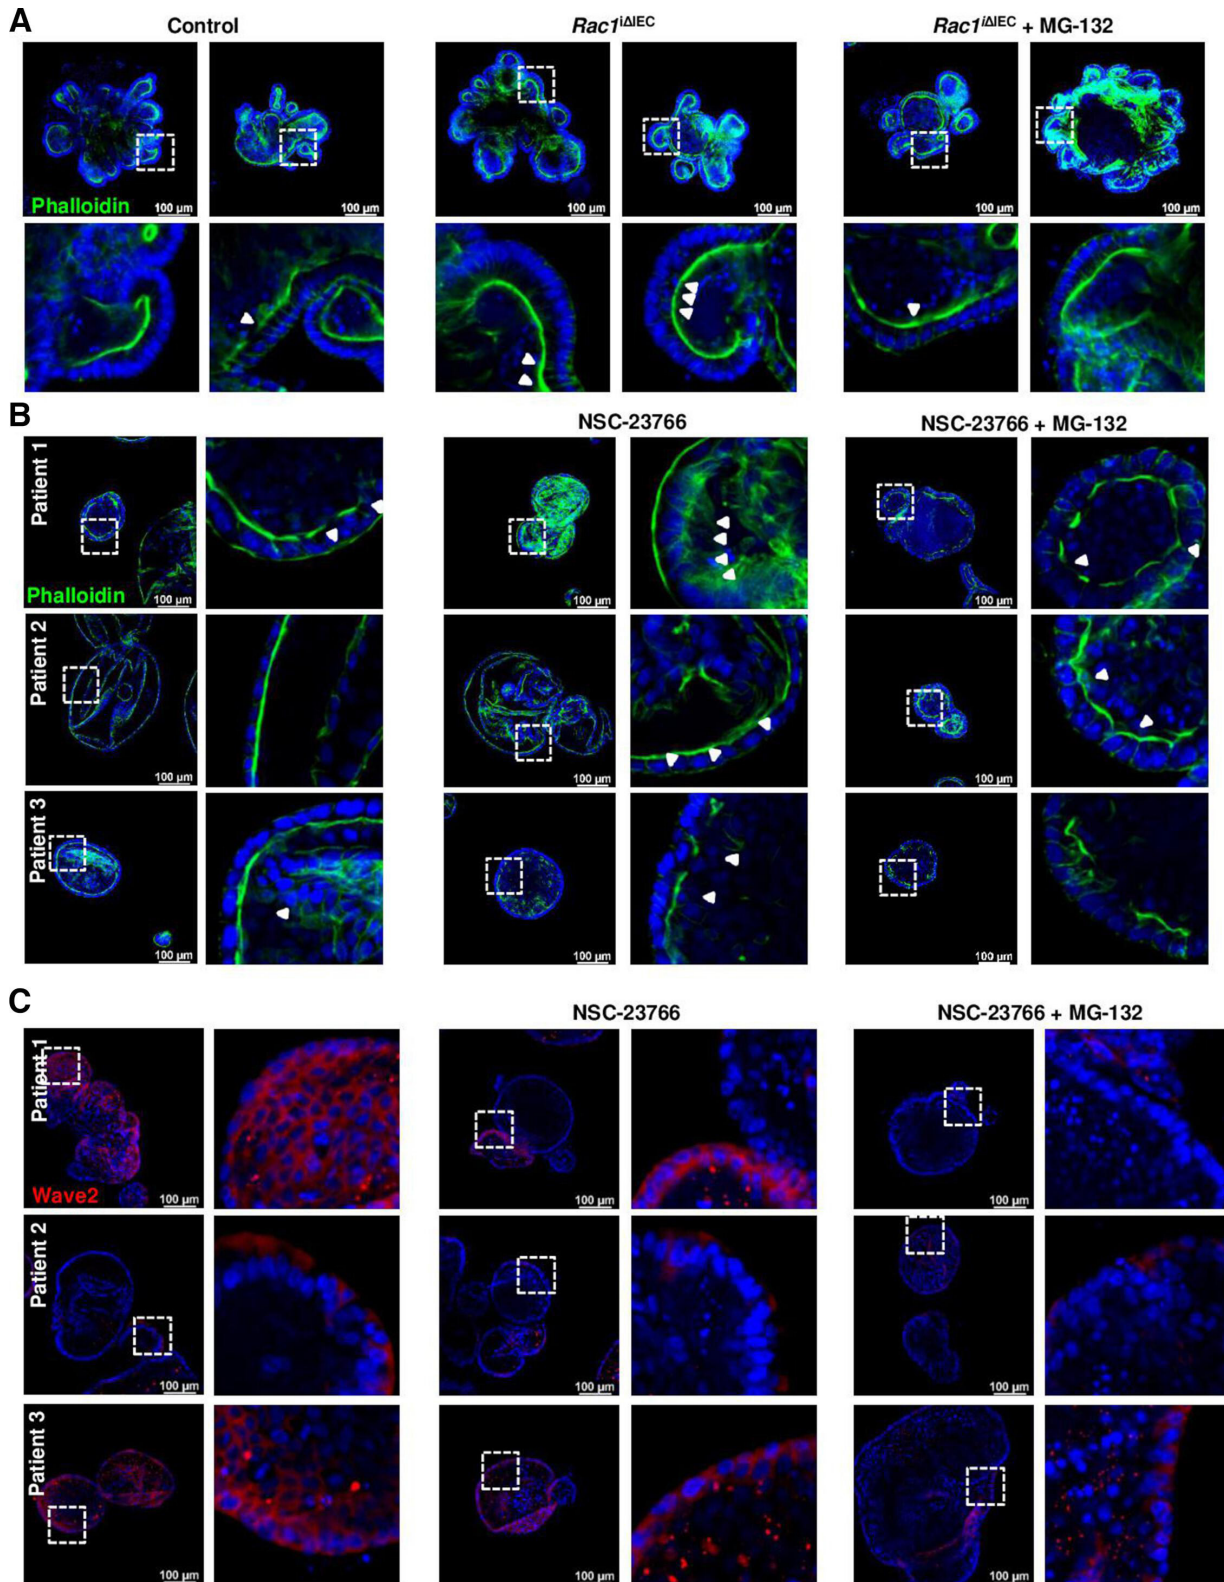 A
Control
Rac1iΔIEC
Rac1iΔIEC + MG-132
Phalloidin
100 µm
100 µm
100 µm
100 µm
100 µm
100 µm
B
NSC-23766
NSC-23766 + MG-132
Patient 1
Phalloidin
100 µm
100 µm
100 µm
Patient 2
100 µm
100 µm
100 µm
Patient 3
100 µm
100 µm
100 µm
C
NSC-23766
NSC-23766 + MG-132
Patient 1
Wave2
100 µm
100 µm
100 µm
Patient 2
100 µm
100 µm
100 µm
Patient 3
100 µm
100 µm
100 µm